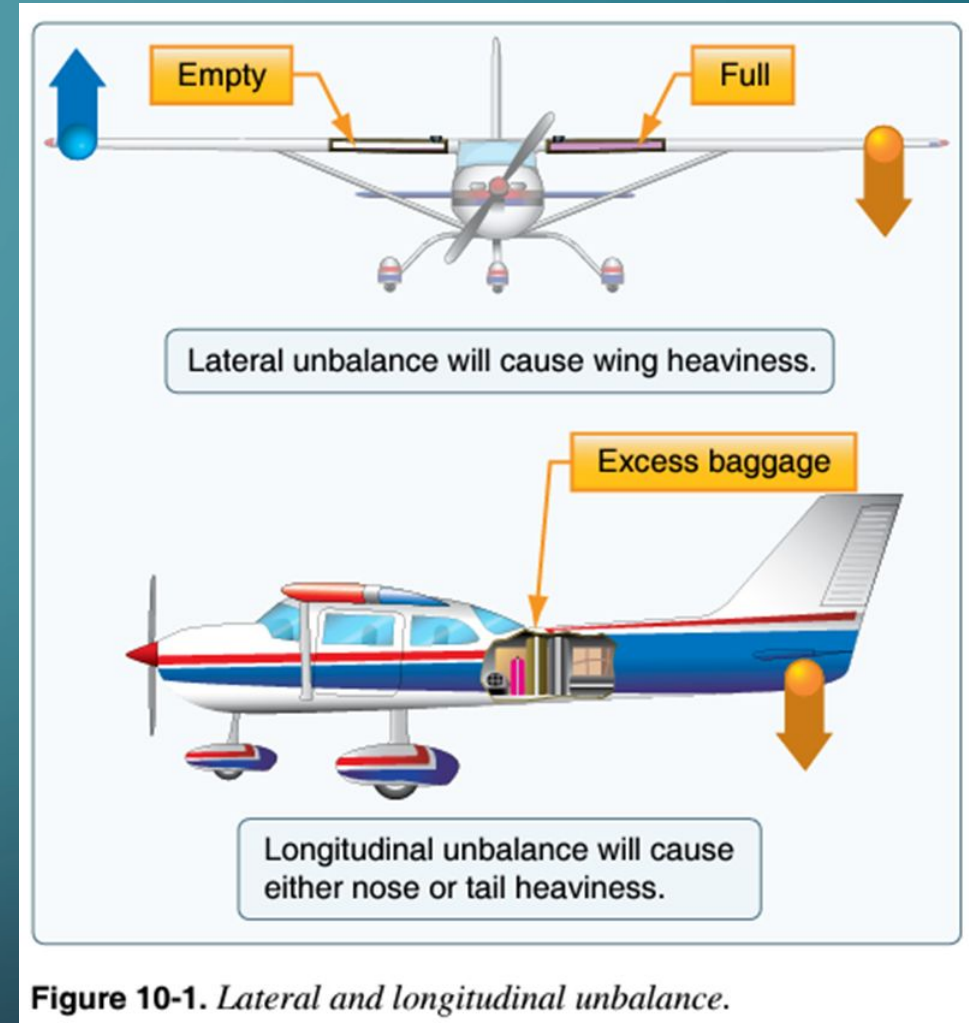 Empty
Full
Lateral unbalance will cause wing heaviness.
Excess baggage
Longitudinal unbalance will cause
either nose or tail heaviness.
Figure 10-1. Lateral and longitudinal unbalance.